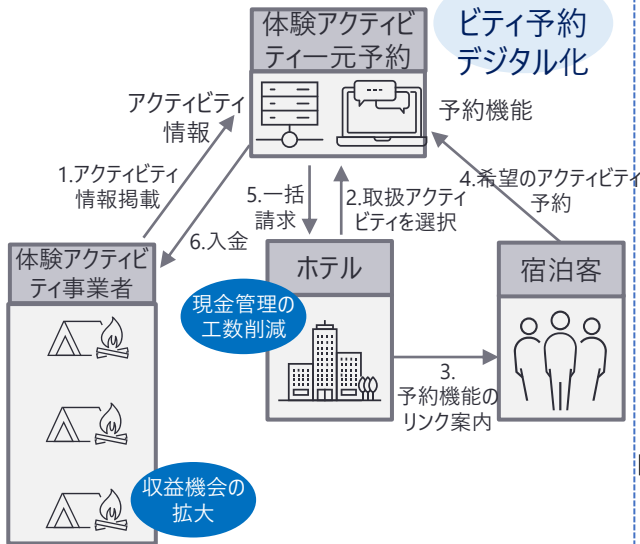 体験アクティビ
ティ一元予約
ビティ予約
デジタル化
アクティビティ
情報
予約機能
1.アクティビティ
情報掲載
5.一括
請求
2.取扱アクティ
ビティを選択
4.希望のアクティビティ
予約
6.入金
体験アクティビ
ティ事業者
ホテル
宿泊客
現金管理の
工数削減
3.
予約機能の
リンク案内
収益機会の
拡大